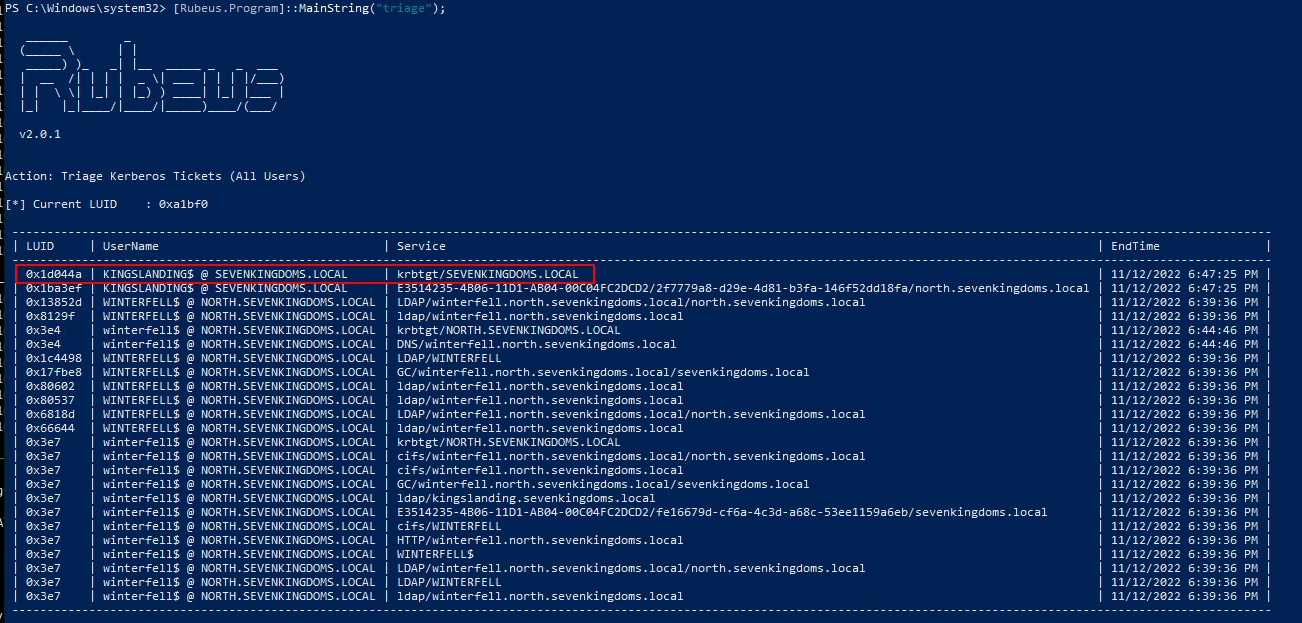 PS C:\Windows\system32> [Rubeus.Program]::MainString("triage");
Rubeus
v2.0.1
Action: Triage Kerberos Tickets (All Users)
[*] Current LUID    : 0xa1bf0
| LUID | UserName | Service | EndTime |
| 0x1d044a | KINGSLANDING$ @ SEVENKINGDOMS.LOCAL | krbtgt/SEVENKINGDOMS.LOCAL | 11/12/2022 6:47:25 PM |
| 0x1ba3ef | KINGSLANDING$ @ SEVENKINGDOMS.LOCAL | E3514235-4B06-11D1-AB04-00C04FC2DCD2/2f7779a8-d29e-4d81-b3fa-146f52dd18fa/north.sevenkingdoms.local | 11/12/2022 6:47:25 PM |
| 0x13852d | WINTERFELL$ @ NORTH.SEVENKINGDOMS.LOCAL | LDAP/winterfell.north.sevenkingdoms.local/north.sevenkingdoms.local | 11/12/2022 6:39:36 PM |
| 0x8129f | WINTERFELL$ @ NORTH.SEVENKINGDOMS.LOCAL | ldap/winterfell.north.sevenkingdoms.local | 11/12/2022 6:39:36 PM |
| 0x3e4 | winterfell$ @ NORTH.SEVENKINGDOMS.LOCAL | krbtgt/NORTH.SEVENKINGDOMS.LOCAL | 11/12/2022 6:44:46 PM |
| 0x3e4 | winterfell$ @ NORTH.SEVENKINGDOMS.LOCAL | DNS/winterfell.north.sevenkingdoms.local | 11/12/2022 6:44:46 PM |
| 0x1c4498 | WINTERFELL$ @ NORTH.SEVENKINGDOMS.LOCAL | LDAP/WINTERFELL | 11/12/2022 6:39:36 PM |
| 0x17fbe8 | WINTERFELL$ @ NORTH.SEVENKINGDOMS.LOCAL | GC/winterfell.north.sevenkingdoms.local/sevenkingdoms.local | 11/12/2022 6:39:36 PM |
| 0x80602 | WINTERFELL$ @ NORTH.SEVENKINGDOMS.LOCAL | ldap/winterfell.north.sevenkingdoms.local | 11/12/2022 6:39:36 PM |
| 0x80537 | WINTERFELL$ @ NORTH.SEVENKINGDOMS.LOCAL | ldap/winterfell.north.sevenkingdoms.local | 11/12/2022 6:39:36 PM |
| 0x6818d | WINTERFELL$ @ NORTH.SEVENKINGDOMS.LOCAL | LDAP/winterfell.north.sevenkingdoms.local/north.sevenkingdoms.local | 11/12/2022 6:39:36 PM |
| 0x66644 | WINTERFELL$ @ NORTH.SEVENKINGDOMS.LOCAL | ldap/winterfell.north.sevenkingdoms.local | 11/12/2022 6:39:36 PM |
| 0x3e7 | winterfell$ @ NORTH.SEVENKINGDOMS.LOCAL | krbtgt/NORTH.SEVENKINGDOMS.LOCAL | 11/12/2022 6:39:36 PM |
| 0x3e7 | winterfell$ @ NORTH.SEVENKINGDOMS.LOCAL | cifs/winterfell.north.sevenkingdoms.local/north.sevenkingdoms.local | 11/12/2022 6:39:36 PM |
| 0x3e7 | winterfell$ @ NORTH.SEVENKINGDOMS.LOCAL | cifs/winterfell.north.sevenkingdoms.local | 11/12/2022 6:39:36 PM |
| 0x3e7 | winterfell$ @ NORTH.SEVENKINGDOMS.LOCAL | GC/winterfell.north.sevenkingdoms.local/sevenkingdoms.local | 11/12/2022 6:39:36 PM |
| 0x3e7 | winterfell$ @ NORTH.SEVENKINGDOMS.LOCAL | ldap/kingslanding.sevenkingdoms.local | 11/12/2022 6:39:36 PM |
| 0x3e7 | winterfell$ @ NORTH.SEVENKINGDOMS.LOCAL | E3514235-4B06-11D1-AB04-00C04FC2DCD2/fe16679d-cf6a-4c3d-a68c-53ee1159a6eb/sevenkingdoms.local | 11/12/2022 6:39:36 PM |
| 0x3e7 | winterfell$ @ NORTH.SEVENKINGDOMS.LOCAL | cifs/WINTERFELL | 11/12/2022 6:39:36 PM |
| 0x3e7 | winterfell$ @ NORTH.SEVENKINGDOMS.LOCAL | HTTP/winterfell.north.sevenkingdoms.local | 11/12/2022 6:39:36 PM |
| 0x3e7 | winterfell$ @ NORTH.SEVENKINGDOMS.LOCAL | WINTERFELL$ | 11/12/2022 6:39:36 PM |
| 0x3e7 | winterfell$ @ NORTH.SEVENKINGDOMS.LOCAL | LDAP/winterfell.north.sevenkingdoms.local/north.sevenkingdoms.local | 11/12/2022 6:39:36 PM |
| 0x3e7 | winterfell$ @ NORTH.SEVENKINGDOMS.LOCAL | LDAP/WINTERFELL | 11/12/2022 6:39:36 PM |
| 0x3e7 | winterfell$ @ NORTH.SEVENKINGDOMS.LOCAL | ldap/winterfell.north.sevenkingdoms.local | 11/12/2022 6:39:36 PM |